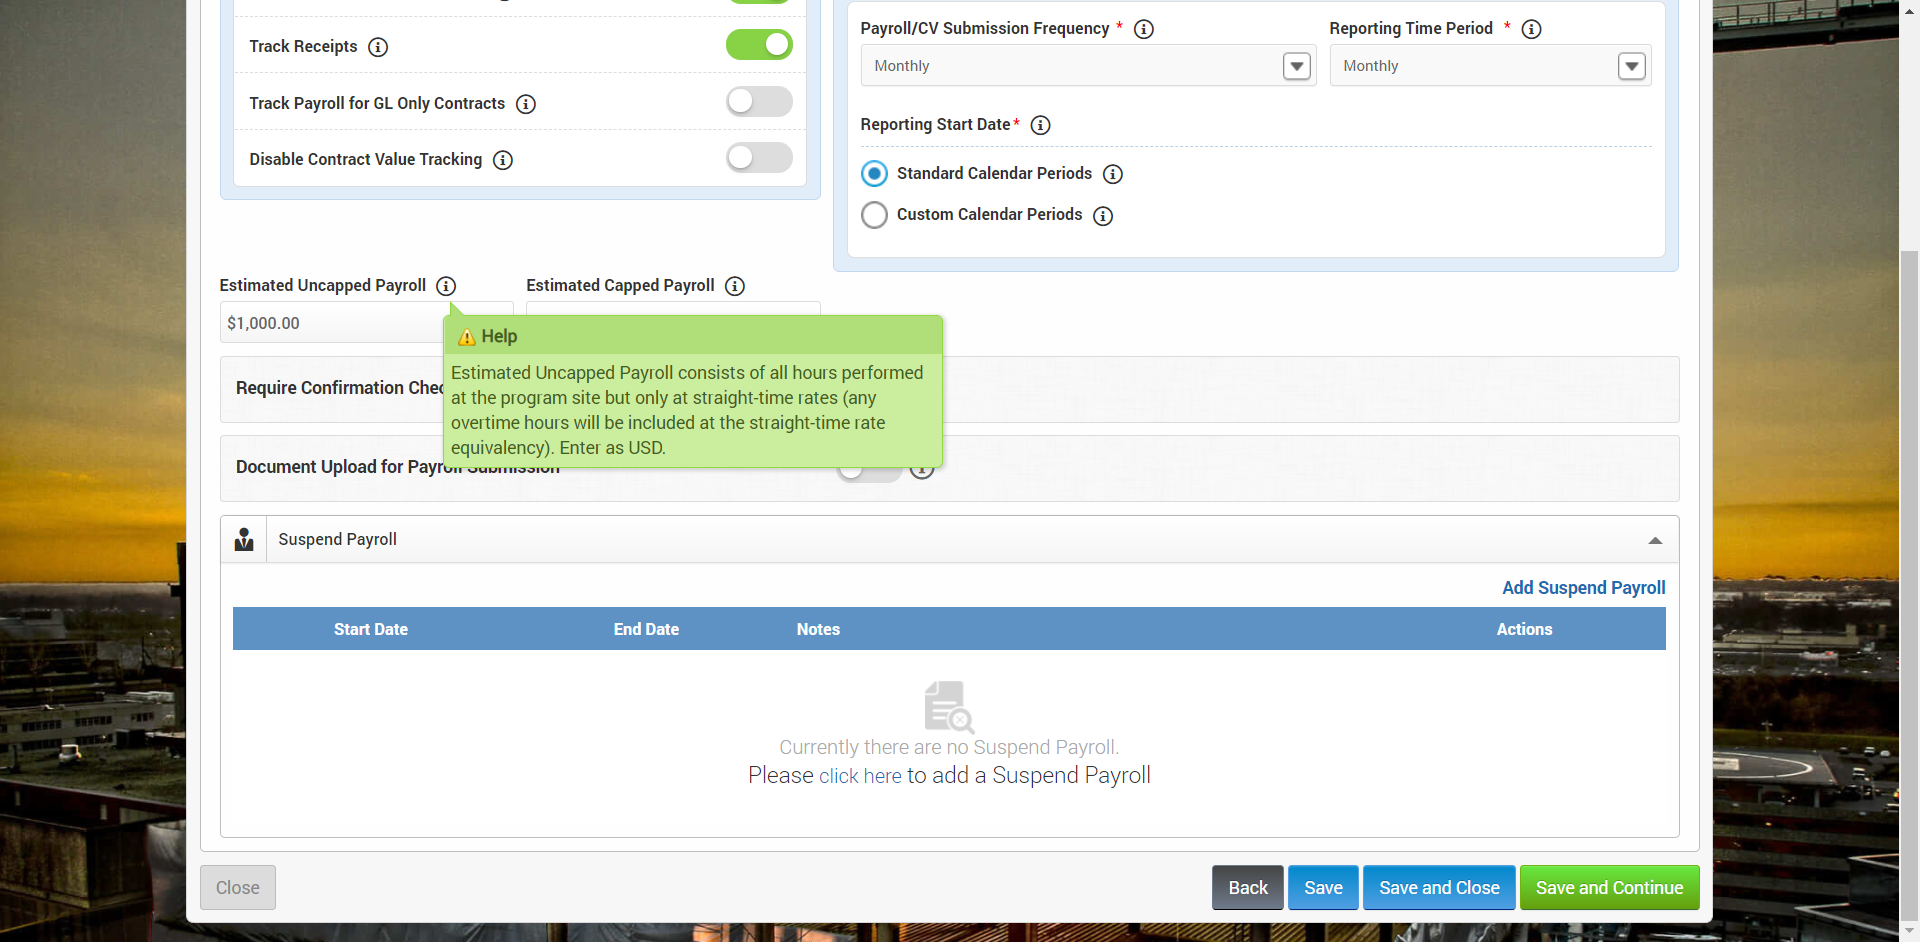 Track Receipts
Track Payroll for GL Only Contracts
Disable Contract Value Tracking
Payroll/CV Submission Frequency *
Reporting Time Period *
Monthly
Monthly
Reporting Start Date *
Standard Calendar Periods
Custom Calendar Periods
Estimated Uncapped Payroll
Estimated Capped Payroll
$1,000.00
Help
Estimated Uncapped Payroll consists of all hours performed
at the program site but only at straight-time rates (any
overtime hours will be included at the straight-time rate
equivalency). Enter as USD.
Require Confirmation
Document Upload for Payroll Submission
Suspend Payroll
Add Suspend Payroll
Start Date End Date Notes Actions
Currently there are no Suspend Payroll.
Please click here to add a Suspend Payroll
Close
Back Save Save and Close Save and Continue